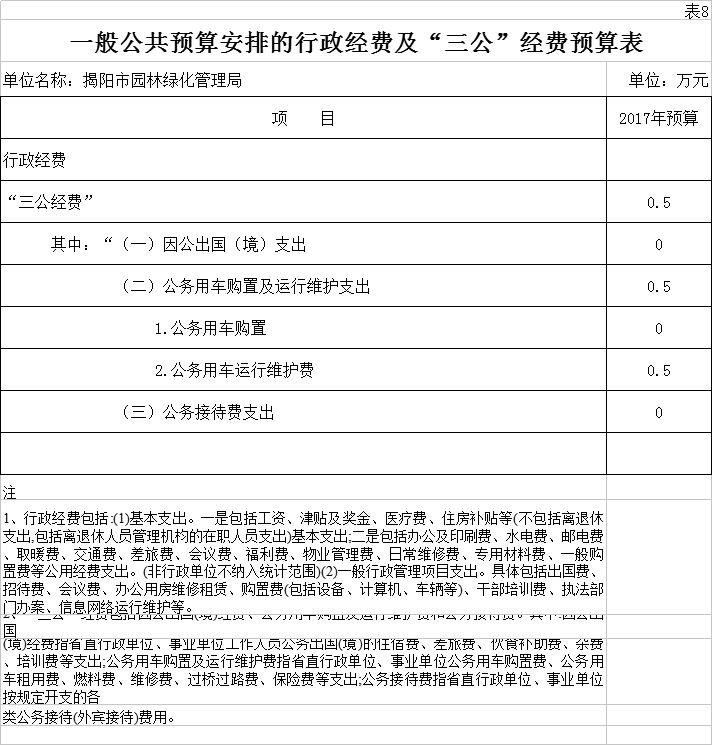 表8
一般公共预算安排的行政经费及“三公”经费预算表
单位名称：揭阳市园林绿化管理局 单位：万元
项 目 2017年预算
行政经费
“三公经费” 0.5
其中：“（一）因公出国（境）支出 0
（二）公务用车购置及运行维护支出 0.5
1.公务用车购置 0
2.公务用车运行维护费 0.5
（三）公务接待费支出 0
注
1、行政经费包括:(1)基本支出。一是包括工资、津贴及奖金、医疗费、住房补贴等(不包括离退休
支出,包括离退休人员管理机构的在职人员支出)基本支出;二是包括办公及印刷费、水电费、邮电费
、取暖费、交通费、差旅费、会议费、福利费、物业管理费、日常维修费、专用材料费、一般购
置费等公用经费支出。(非行政单位不纳入统计范围)(2)一般行政管理项目支出。具体包括出国费、
招待费、会议费、办公用房维修租赁、购置费(包括设备、计算机、车辆等)、干部培训费、执法部
门办案、信息网络运行维护等。
2、“三公”经费包括因公出国(境)经费、公务用车购置及运行维护费和公务接待费。其中:因公出
国
(境)经费指省直行政单位、事业单位工作人员公务出国(境)的住宿费、差旅费、伙食补助费、杂费
、培训费等支出;公务用车购置及运行维护费指省直行政单位、事业单位公务用车购置费、公务用
车租用费、燃料费、维修费、过桥过路费、保险费等支出;公务接待费指省直行政单位、事业单位
按规定开支的各
类公务接待(外宾接待)费用。